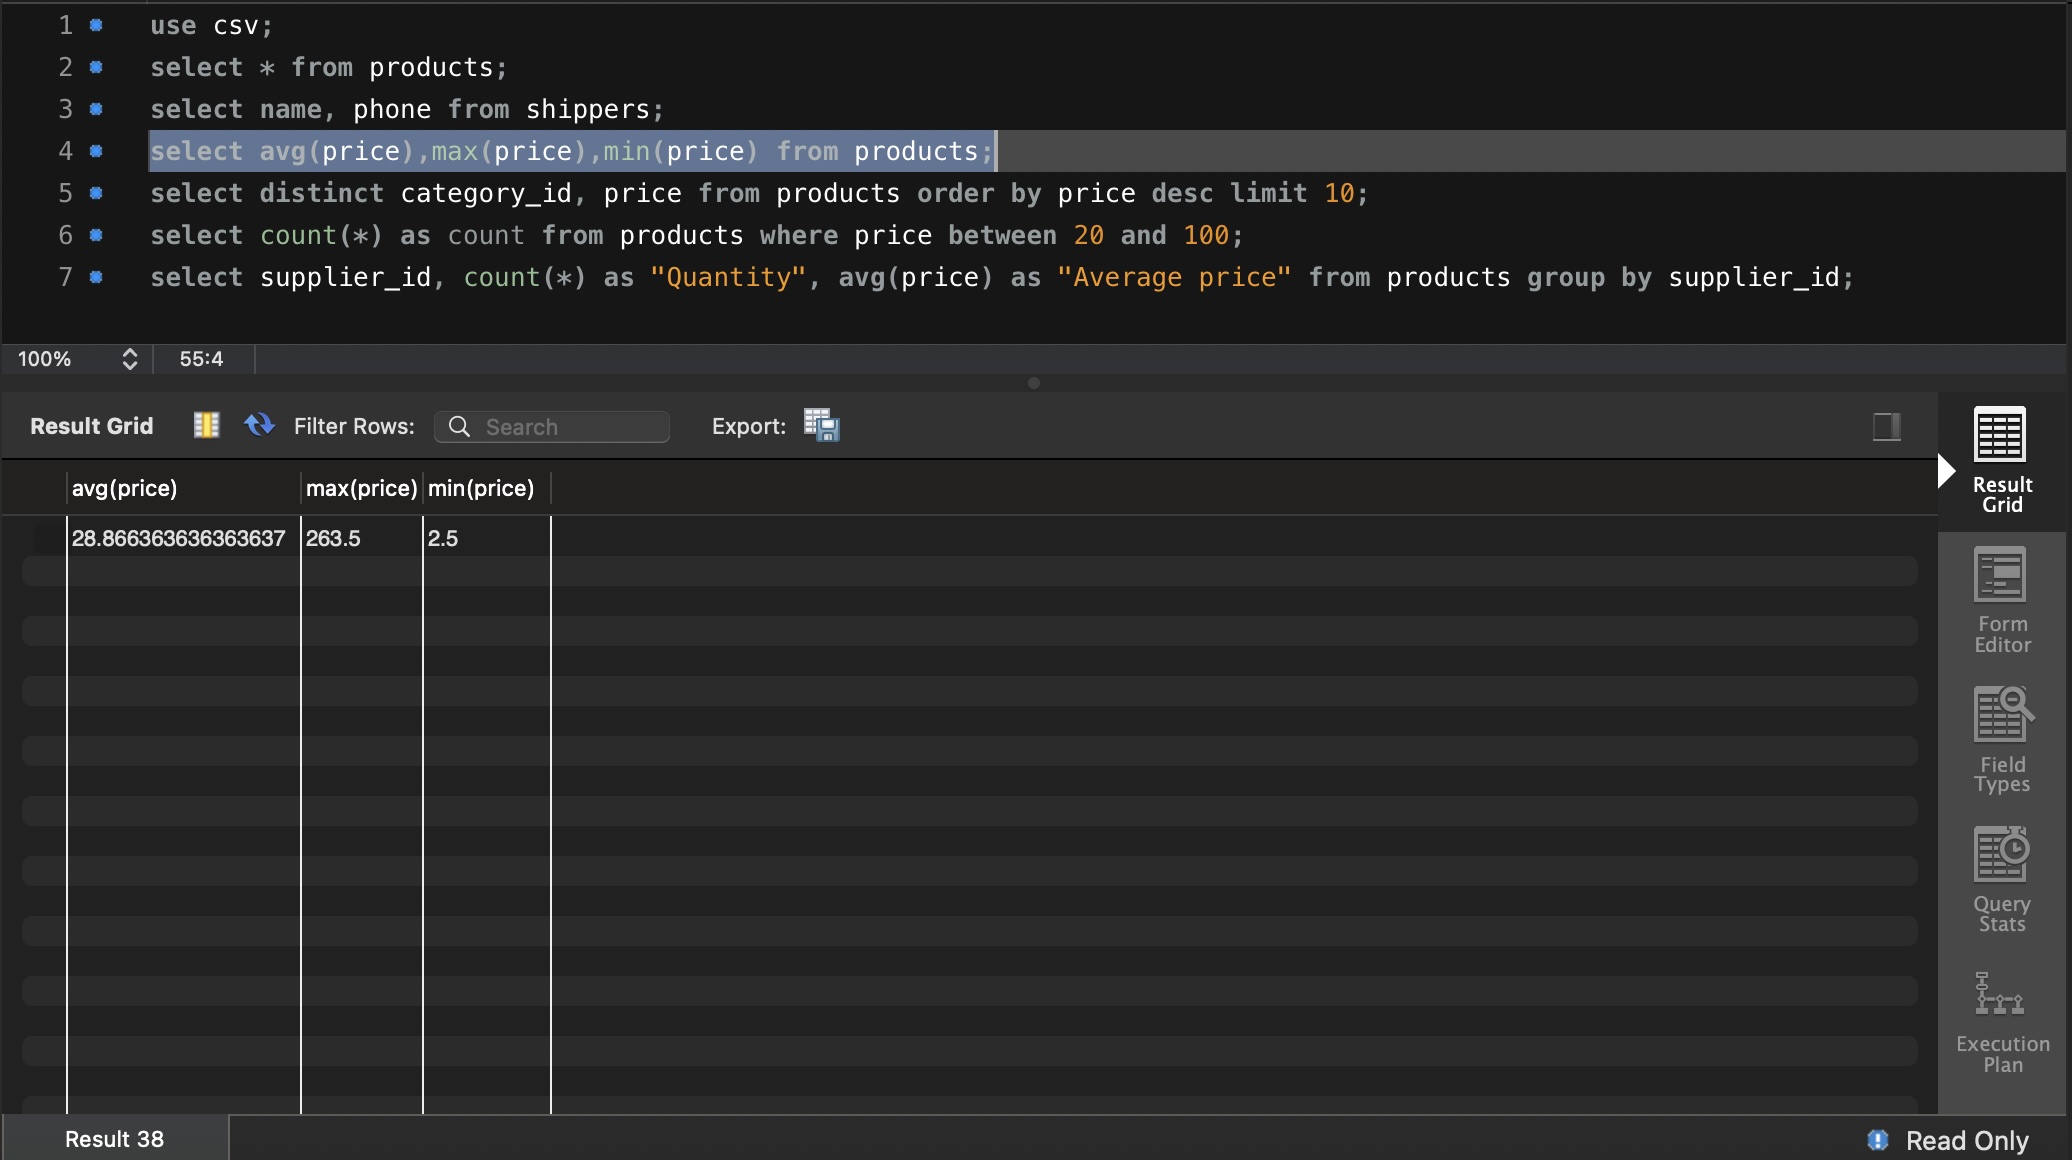 1 use csv;
2 select * from products;
3 select name, phone from shippers;
4 select avg(price),max(price),min(price) from products;
5 select distinct category_id, price from products order by price desc limit 10;
6 select count(*) as count from products where price between 20 and 100;
7 select supplier_id, count(*) as "Quantity", avg(price) as "Average price" from products group by supplier_id;
100% 55:4
Result Grid Filter Rows: Search Export:
avg(price) max(price) min(price)
28.866363636363637 263.5 2.5
Result
Grid
Form
Editor
Field
Types
Query
Stats
Execution
Plan
Result 38 Read Only